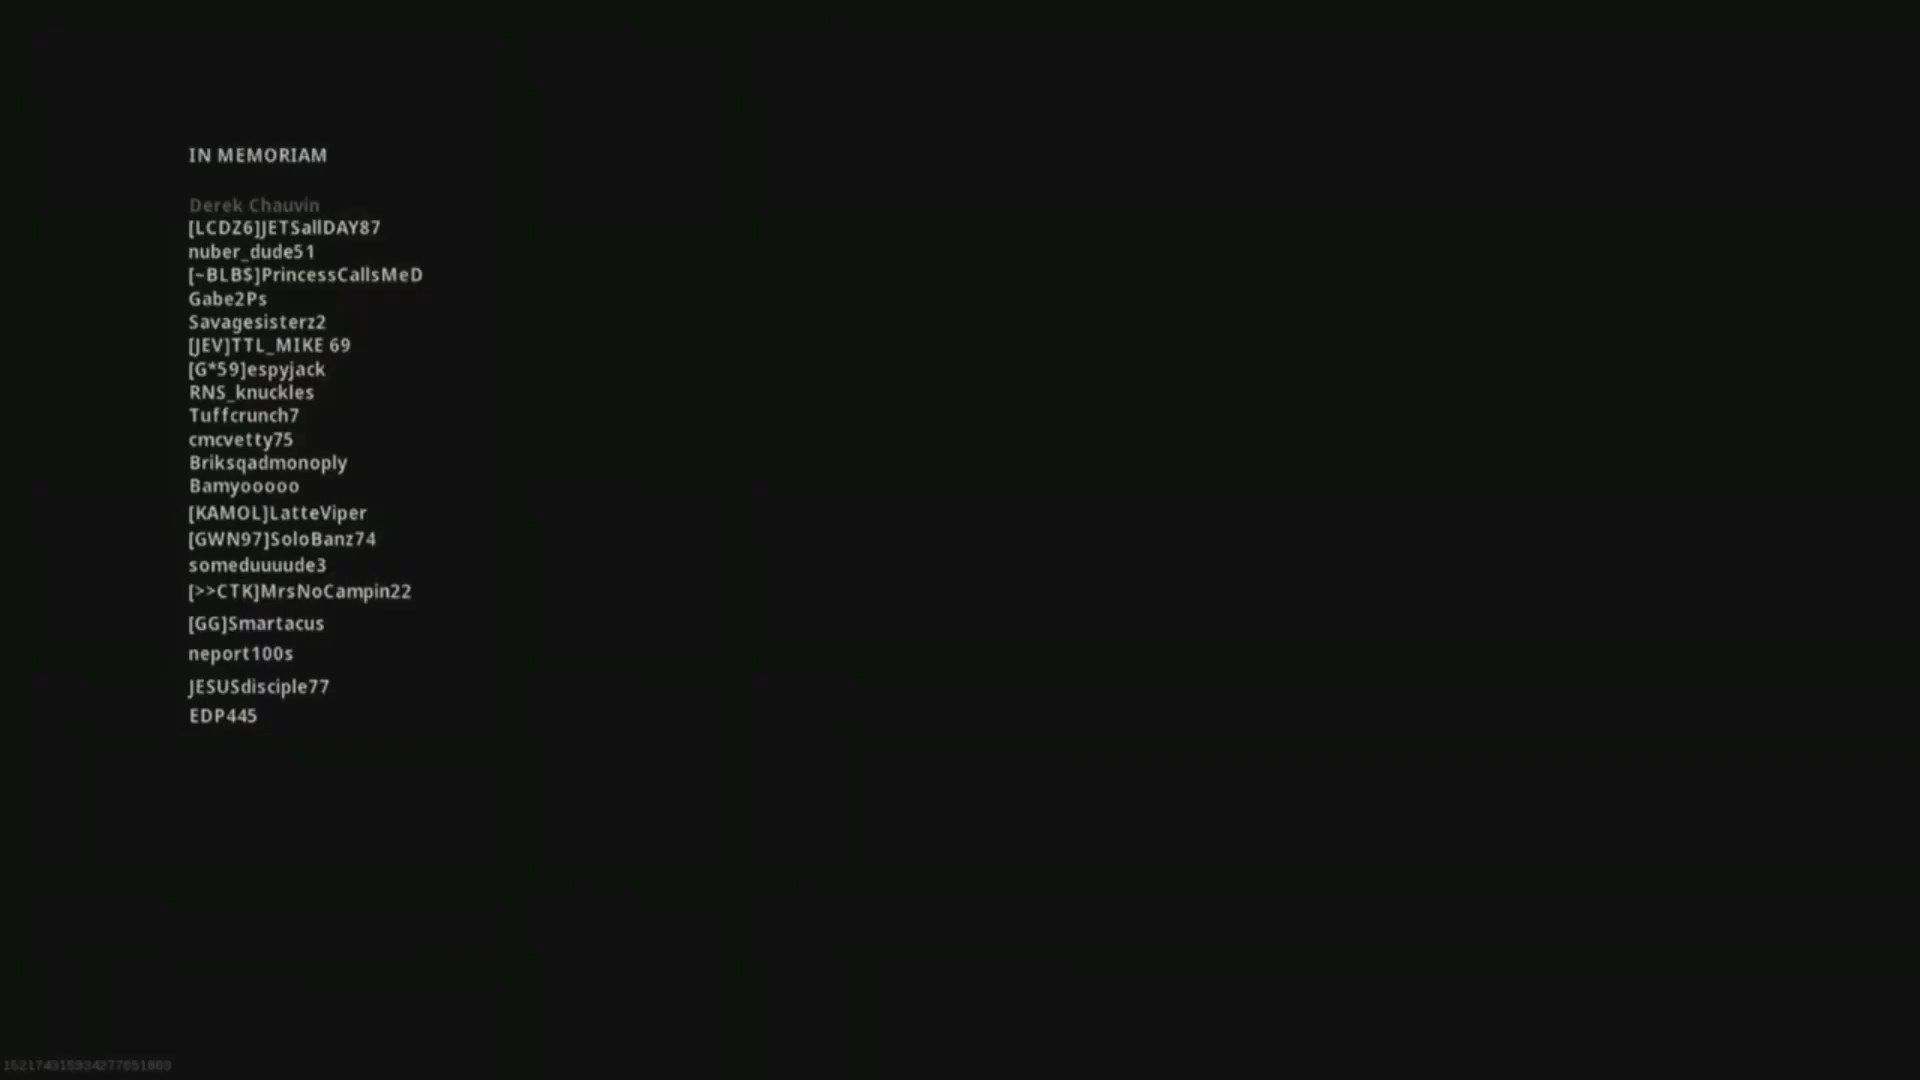 IN MEMORIAM
Derek Chauvin
[LCDZ6]JETSallDAY87
nuber_dude51
[~BLB$]PrincessCallsMeD
Gabe2Ps
Savagesisterz2
[JEV]TTL_MIKE 69
[G*59]espyjack
RNS_knuckles
Tuffcrunch7
cmcvetty75
Briksqadmonoply
Bamyooooo
[KAMOL]LatteViper
[GWN97]SoloBanz74
someduuuude3
[>>CTK]MrsNoCampin22
[GG]Smartacus
neport100s
JESUSdisciple77
EDP445